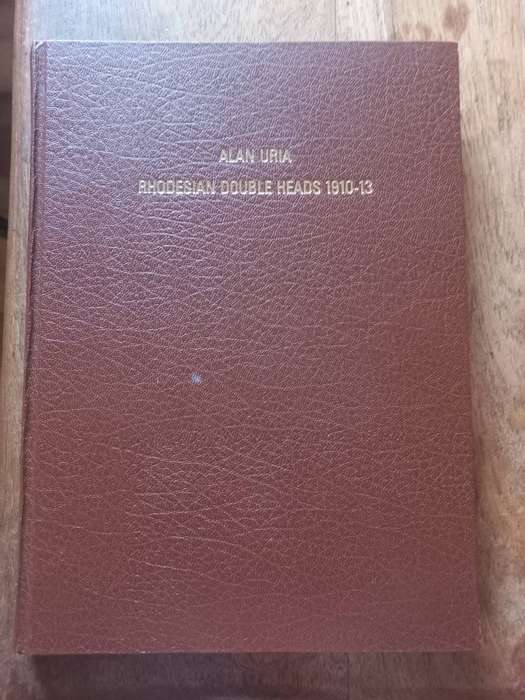 ALAN URIA
RHODESIAN DOUBLE HEADS 1910-13